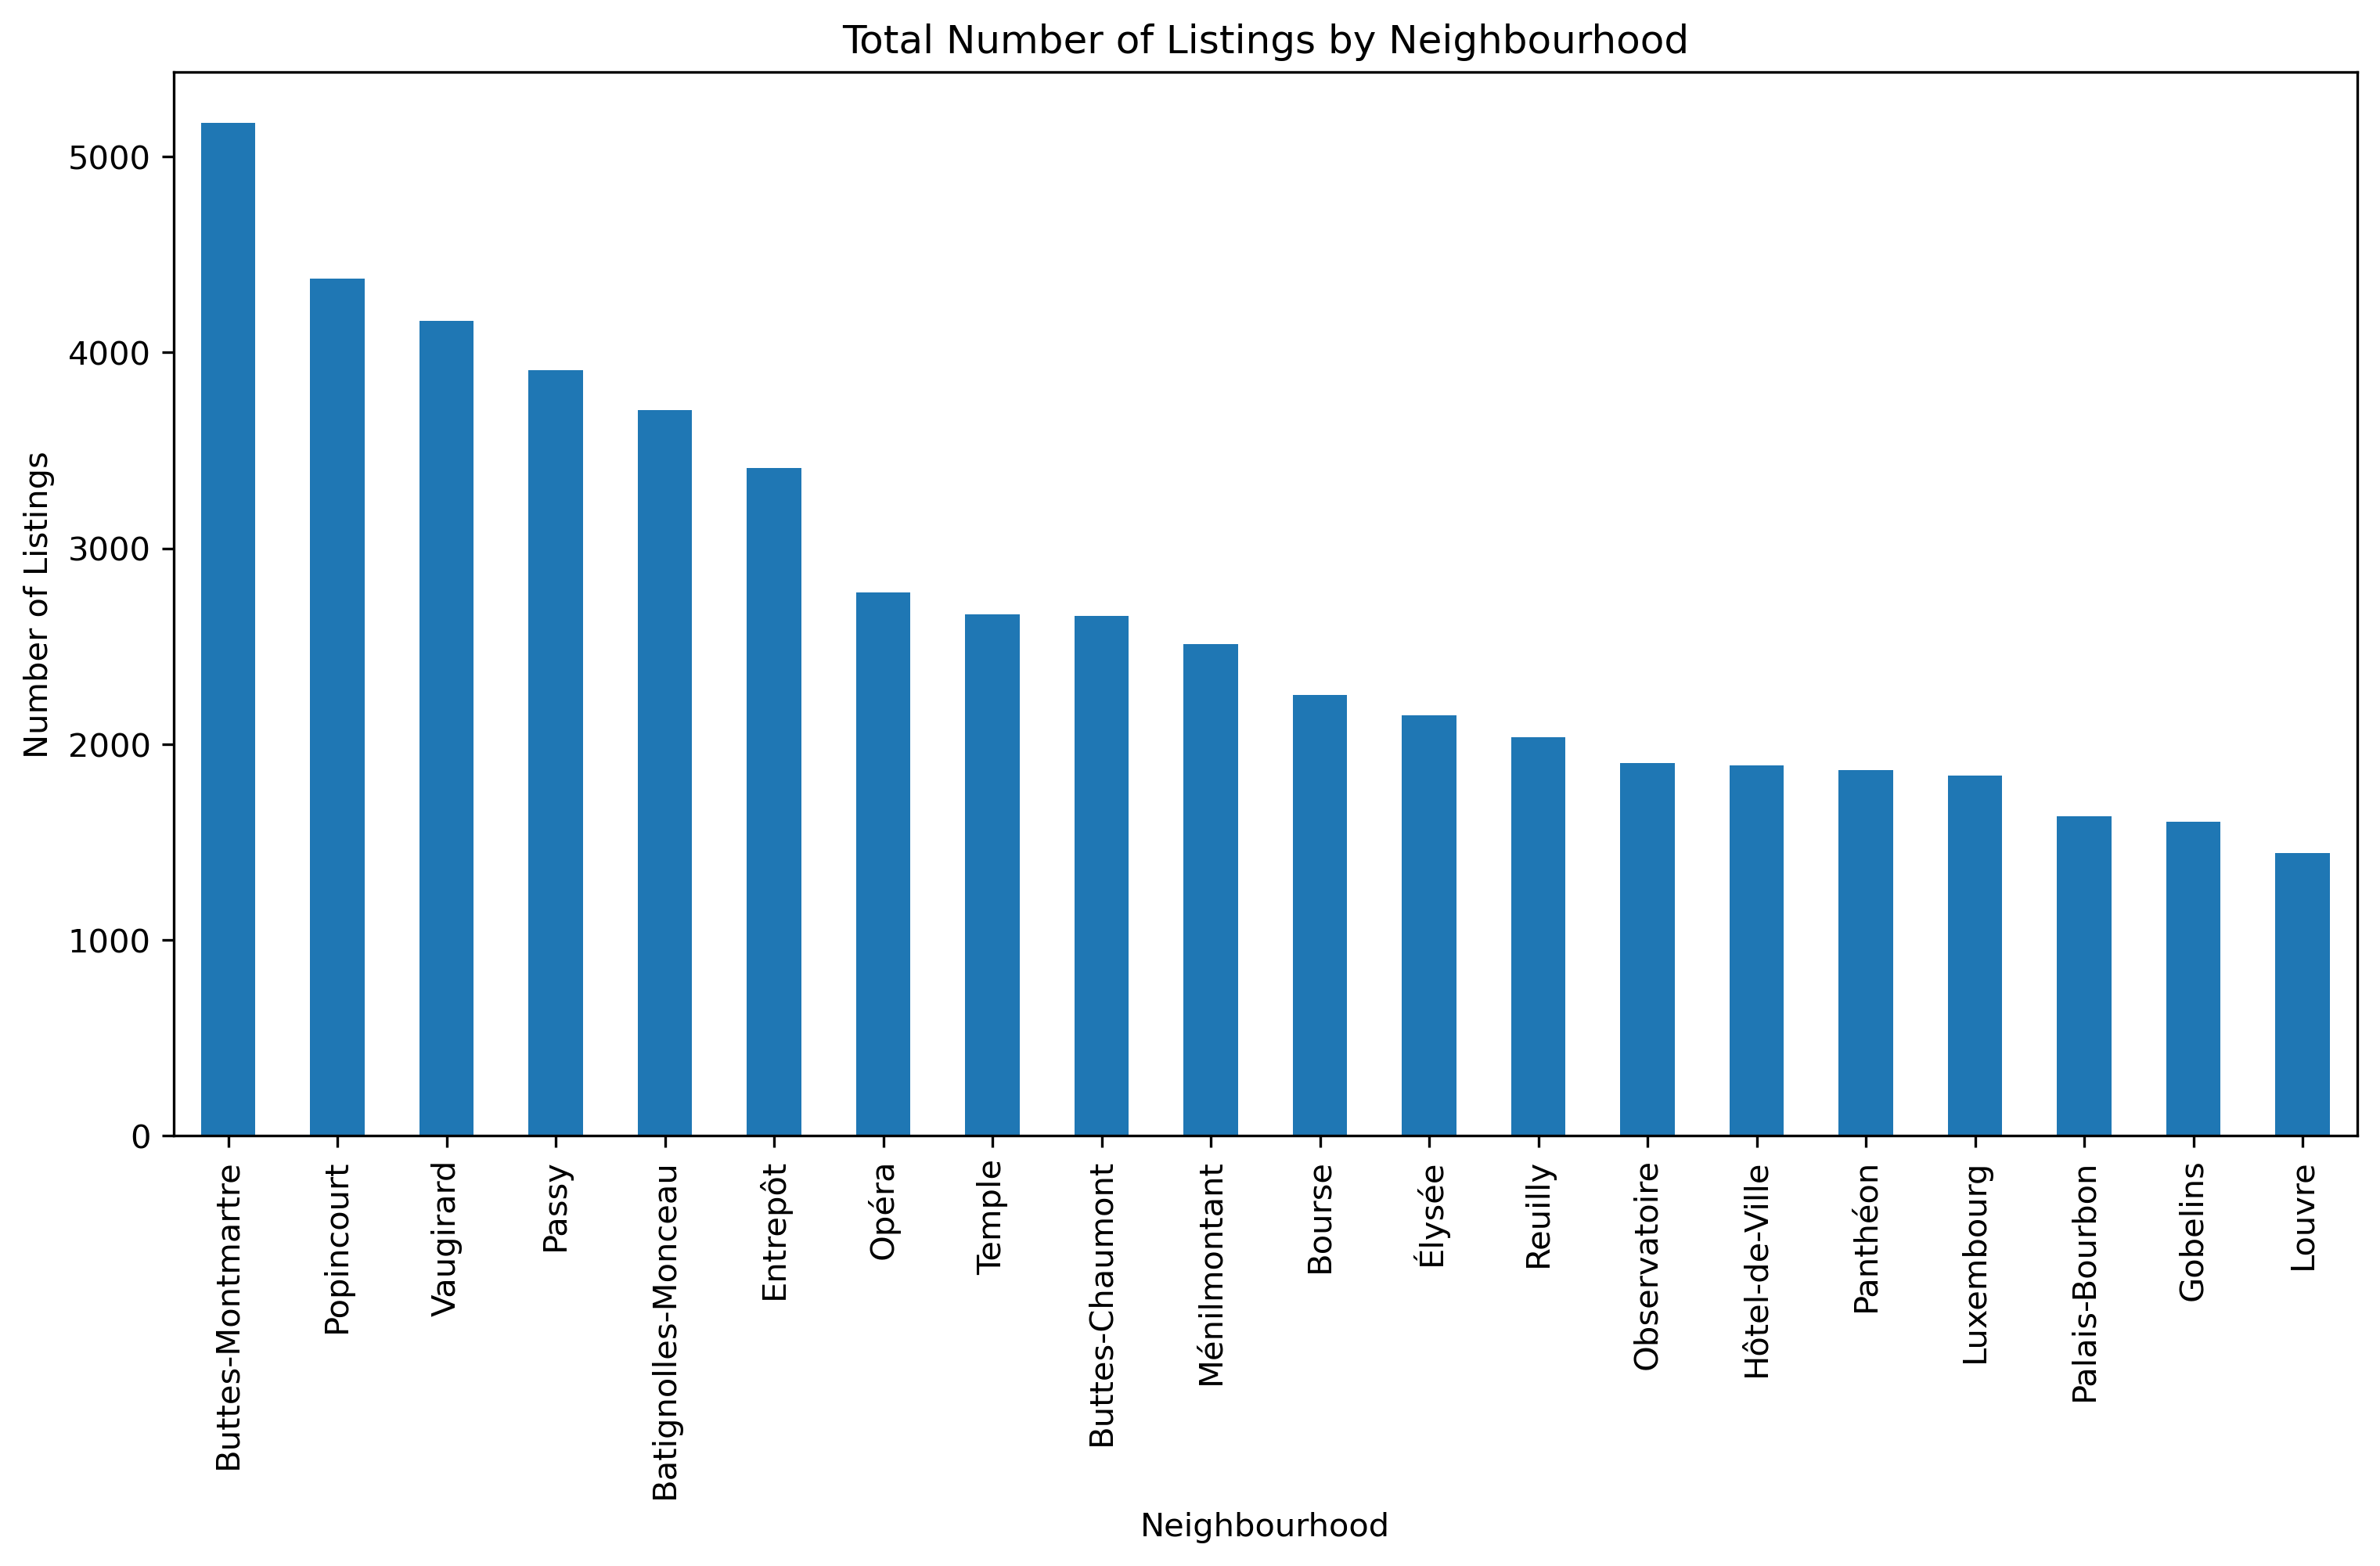 Total Number of Listings by Neighbourhood
Number of Listings
5000
4000
3000
2000
1000
0
Buttes-Montmartre
Popincourt
Vaugirard
Passy
Batignolles-Monceau
Entrepôt
Opéra
Temple
Buttes-Chaumont
Ménilmontant
Bourse
Élysée
Reuilly
Observatoire
Hôtel-de-Ville
Panthéon
Luxembourg
Palais-Bourbon
Gobelins
Louvre
Neighbourhood